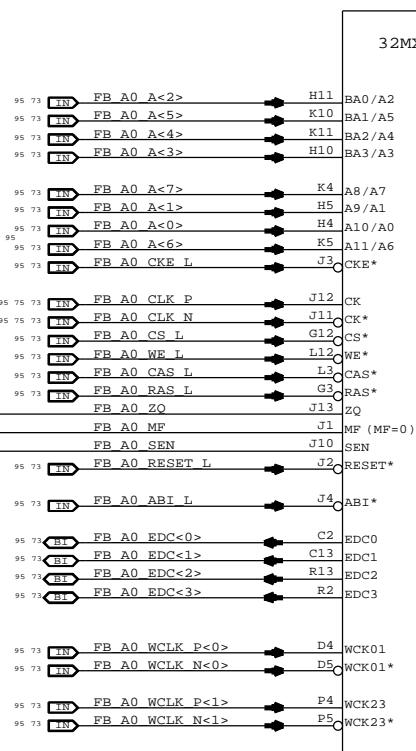 32M
95 73 IN FB_A0_A<2> H11 BA0/A2
95 73 IN FB_A0_A<5> K10 BA1/A5
95 73 IN FB_A0_A<4> K11 BA2/A4
95 73 IN FB_A0_A<3> H10 BA3/A3
95 73 IN FB_A0_A<7> K4 A8/A7
95 73 IN FB_A0_A<1> H5 A9/A1
95 73 IN FB_A0_A<0> H4 A10/A0
95
95 73 IN FB_A0_A<6> K5 A11/A6
95 73 IN FB_A0_CKE_L J3 CKE*
95 75 73 IN FB_A0_CLK_P J12 CK
95 75 73 IN FB_A0_CLK_N J11 CK*
95 73 IN FB_A0_CS_L G12 CS*
95 73 IN FB_A0_WE_L L12 WE*
95 73 IN FB_A0_CAS_L L3 CAS*
95 73 IN FB_A0_RAS_L G3 RAS*
FB_A0_ZQ J13 ZQ
FB_A0_MF J1 MF (MF=0)
FB_A0_SEN J10 SEN
95 73 IN FB_A0_RESET_L J2 RESET*
95 73 IN FB_A0_ABI_L J4 ABI*
95 73 BI FB_A0_EDC<0> C2 EDC0
95 73 BI FB_A0_EDC<1> C13 EDC1
95 73 BI FB_A0_EDC<2> R13 EDC2
95 73 BI FB_A0_EDC<3> R2 EDC3
95 73 IN FB_A0_WCLK_P<0> D4 WCK01
95 73 IN FB_A0_WCLK_N<0> D5 WCK01*
95 73 IN FB_A0_WCLK_P<1> P4 WCK23
95 73 IN FB_A0_WCLK_N<1> P5 WCK23*